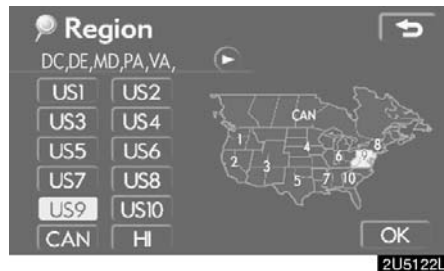 Region
DC,DE,MD,PA,VA,
US1 US2
US3 US4
US5 US6
US7 US8
US9 US10
CAN HI
CAN
1
2
3
4
5
6
7
8
9
10
OK
2U5122L